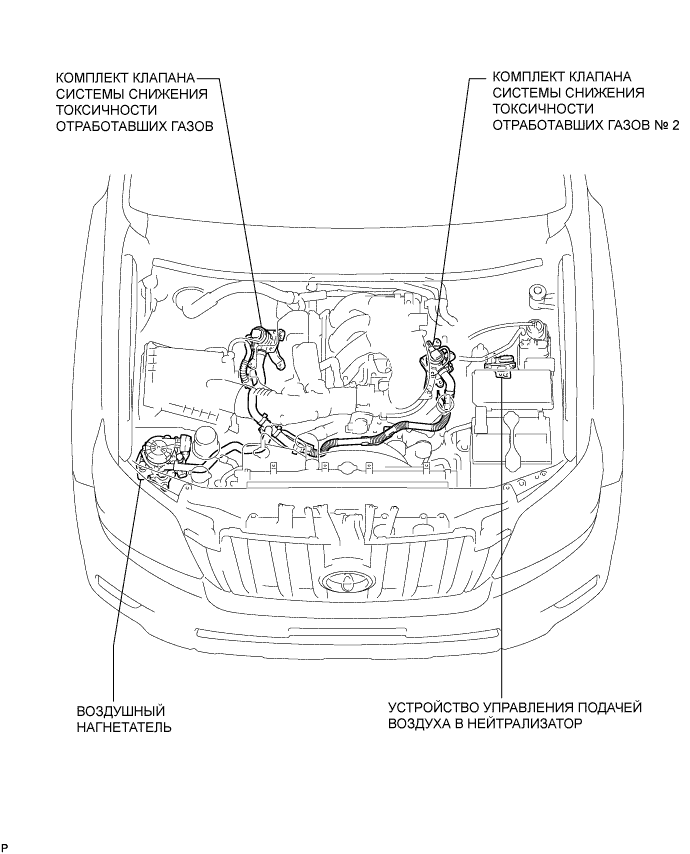 КОМПЛЕКТ КЛАПАНА
СИСТЕМЫ СНИЖЕНИЯ
ТОКСИЧНОСТИ
ОТРАБОТАВШИХ ГАЗОВ
КОМПЛЕКТ КЛАПАНА
СИСТЕМЫ СНИЖЕНИЯ
ТОКСИЧНОСТИ
ОТРАБОТАВШИХ ГАЗОВ № 2
ВОЗДУШНЫЙ
НАГНЕТАТЕЛЬ
УСТРОЙСТВО УПРАВЛЕНИЯ ПОДАЧЕЙ
ВОЗДУХА В НЕЙТРАЛИЗАТОР
P